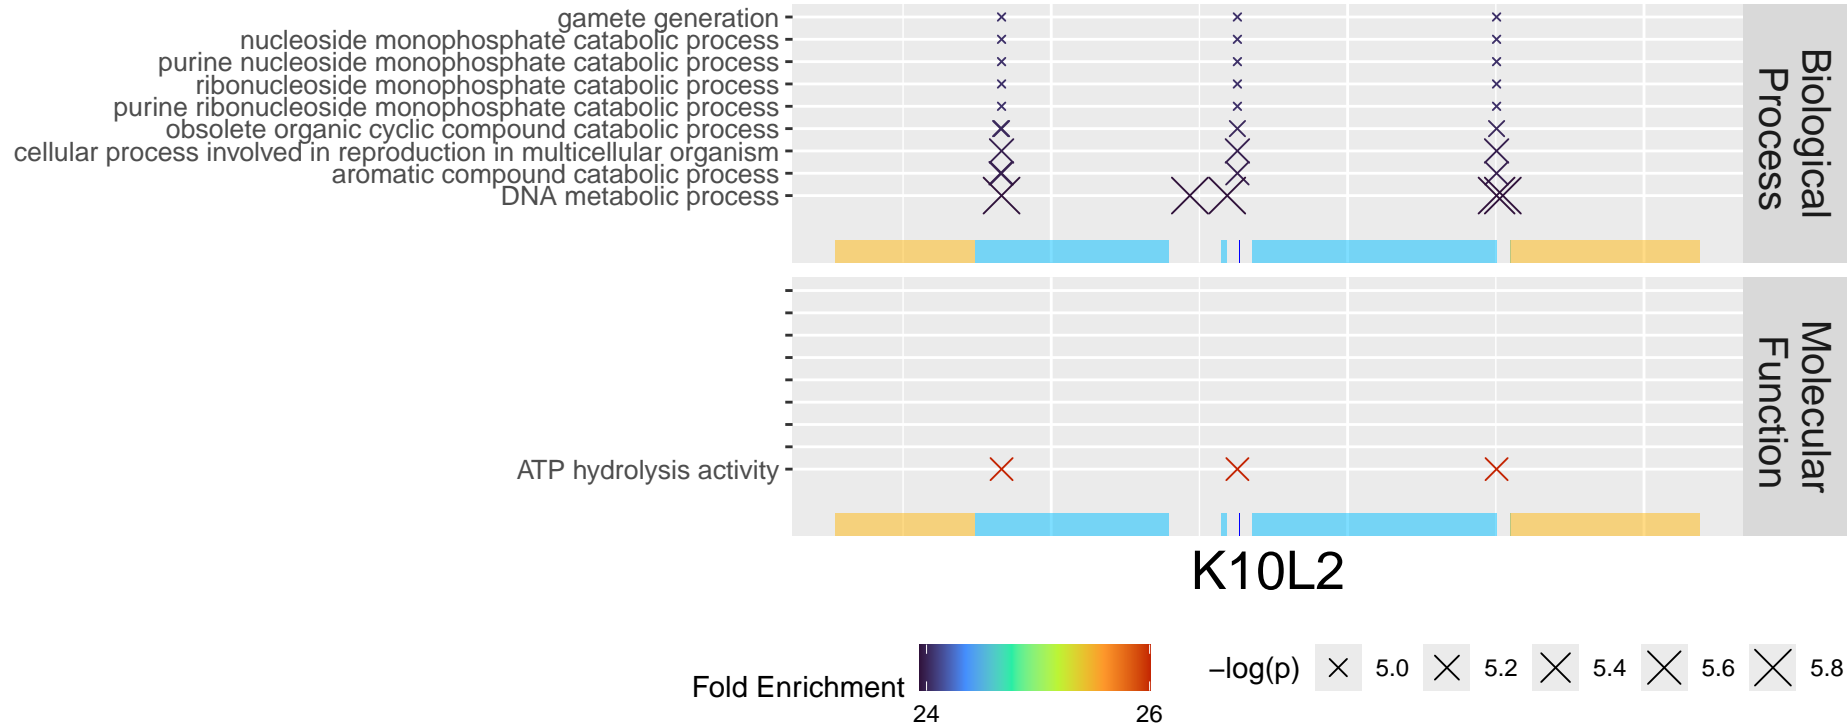 gamete generation
nucleoside monophosphate catabolic process
purine nucleoside monophosphate catabolic process
ribonucleoside monophosphate catabolic process
purine ribonucleoside monophosphate catabolic process
obsolete organic cyclic compound catabolic process
cellular process involved in reproduction in multicellular organism
aromatic compound catabolic process
DNA metabolic process
Biological
Process
ATP hydrolysis activity
Molecular
Function
K10L2
Fold Enrichment
24 26
−log(p) 5.0 5.2 5.4 5.6 5.8